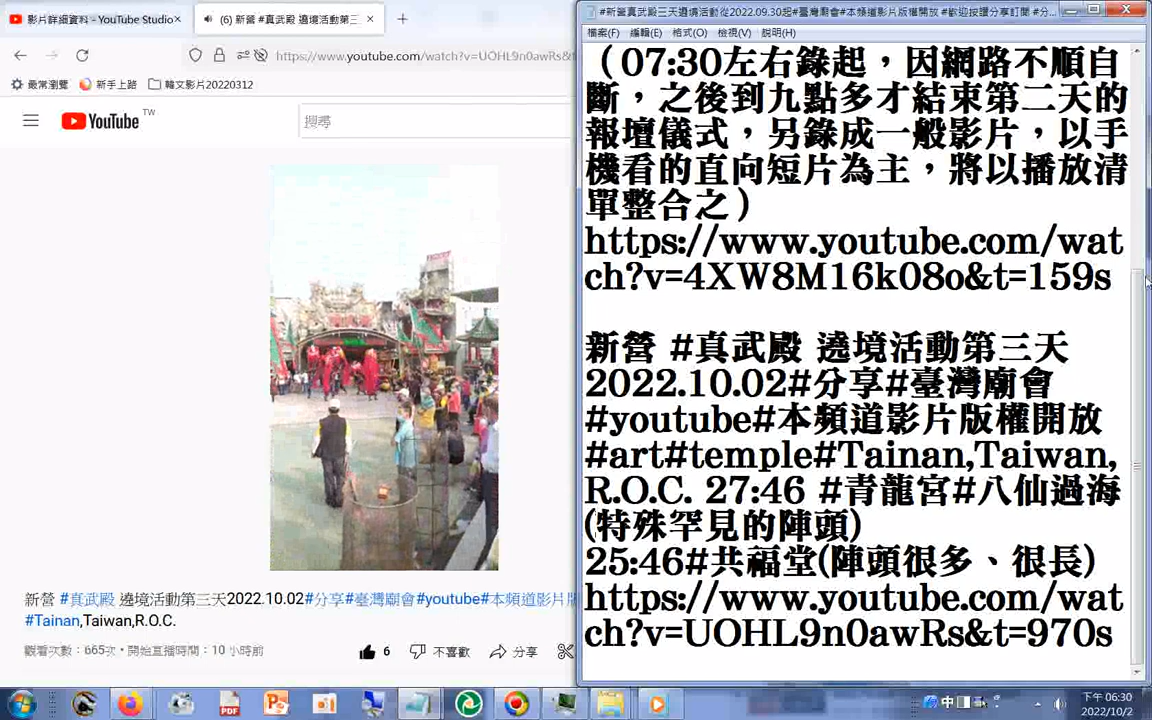 影片詳細資料 - YouTube Studio
(6) 新營 #真武殿 遶境活動第三
https://www.youtube.com/watch?v=UOHL9n0awRs&
最常瀏覽
新手上路
韓文影片20220312
YouTube
TW
搜尋
新營 #真武殿 遶境活動第三天2022.10.02#分享#臺灣廟會#youtube#本頻道影片版
#Tainan,Taiwan,R.O.C.
觀看次數：665次 • 開始直播時間：10 小時前
6
不喜歡
分享
#新營真武殿三天遶境活動從2022.09.30起#臺灣廟會#本頻道影片版權開放 #歡迎按讚分享訂閱 #分...
檔案(F)
編輯(E)
格式(O)
檢視(V)
說明(H)
（07:30左右錄起，因網路不順自
斷，之後到九點多才結束第二天的
報壇儀式，另錄成一般影片，以手
機看的直向短片為主，將以播放清
單整合之）
https://www.youtube.com/wat
ch?v=4XW8M16k08o&t=159s
新營 #真武殿 遶境活動第三天
2022.10.02#分享#臺灣廟會
#youtube#本頻道影片版權開放
#art#temple#Tainan,Taiwan,
R.O.C. 27:46 #青龍宮#八仙過海
(特殊罕見的陣頭)
25:46#共福堂(陣頭很多、很長)
https://www.youtube.com/wat
ch?v=UOHL9n0awRs&t=970s
PDF
中
下午 06:30
2022/10/2